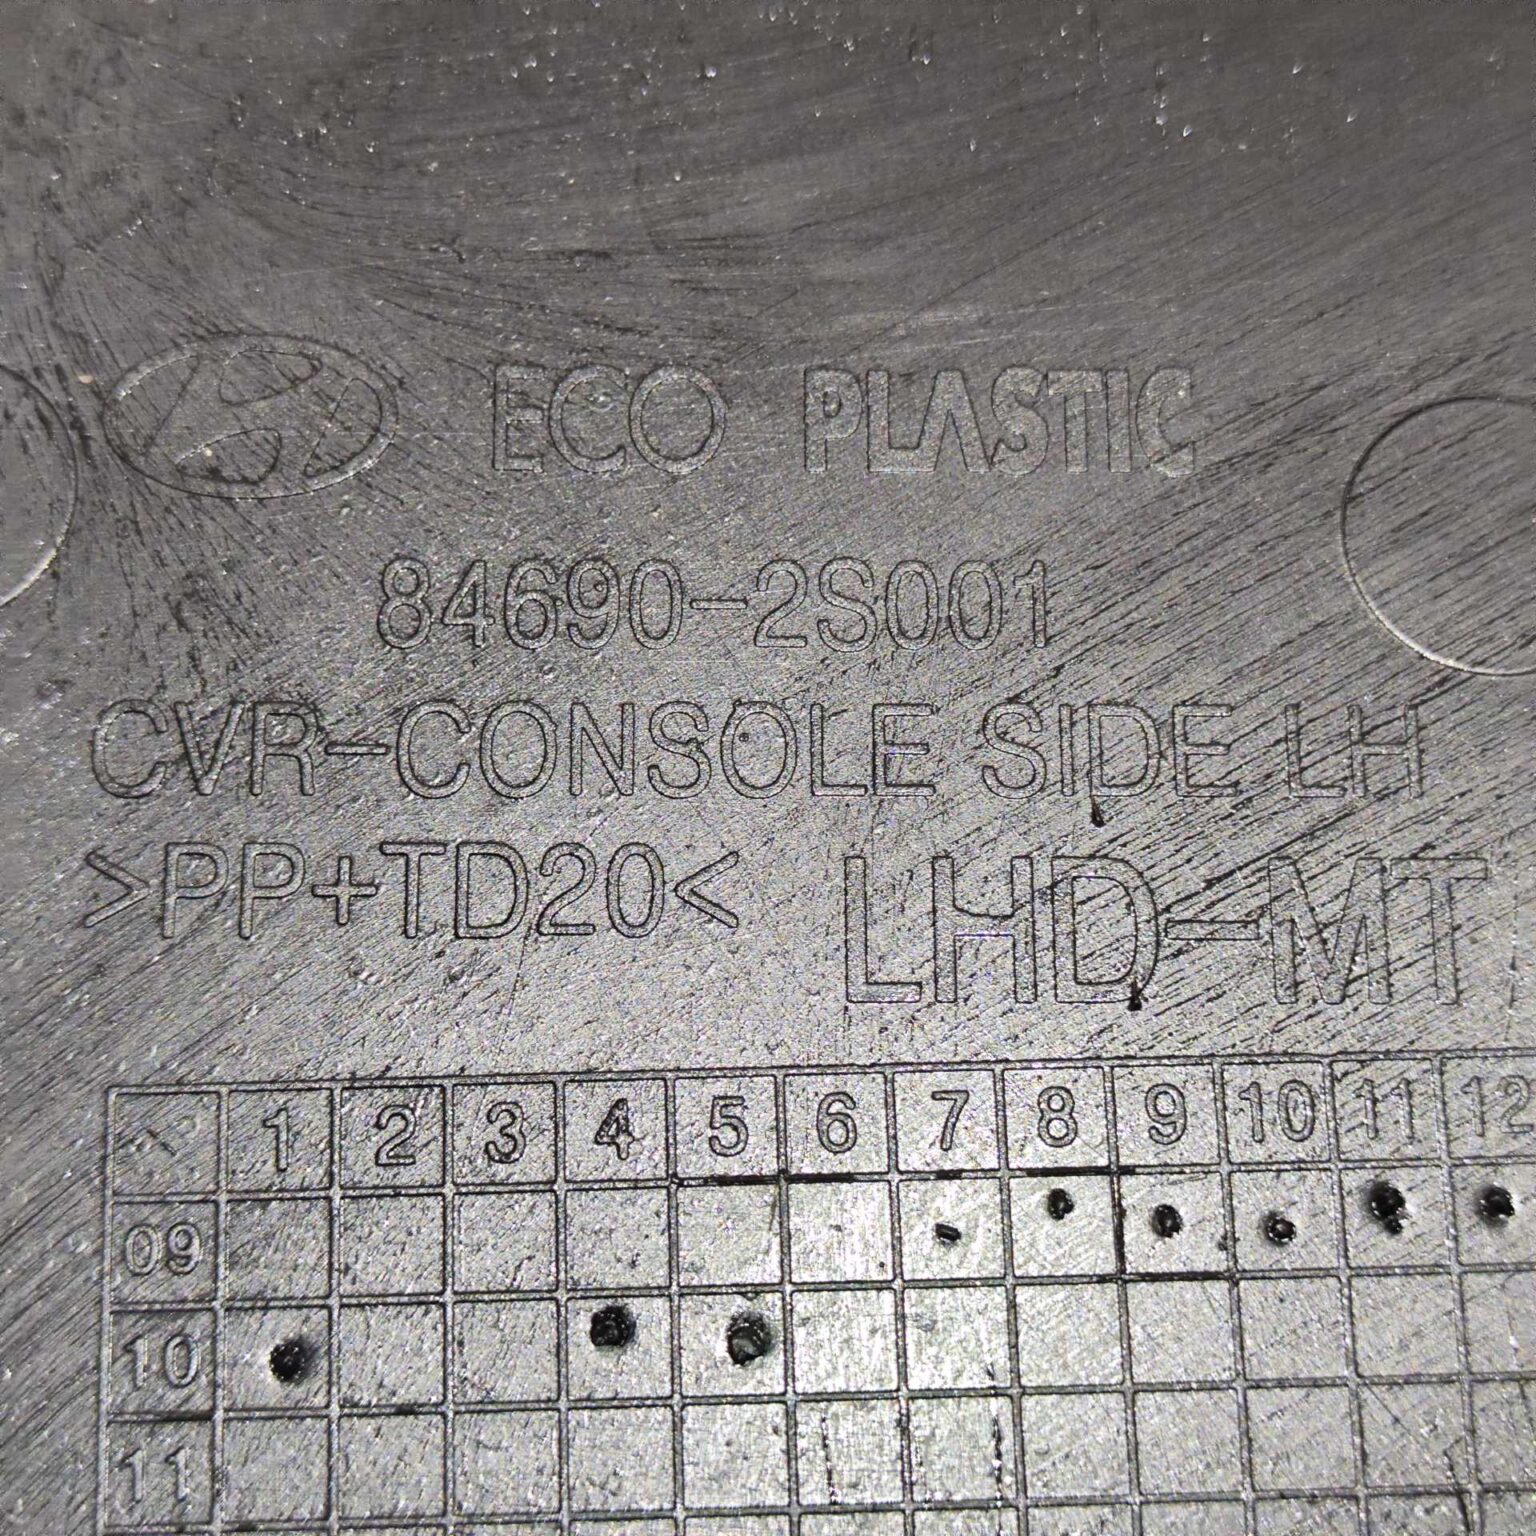 ECO PLASTIC
84690-2S001
CVR-CONSOLE SIDE LH
>PP+TD20< LHD-MT
1 2 3 4 5 6 7 8 9 10 11 12
09
10
11